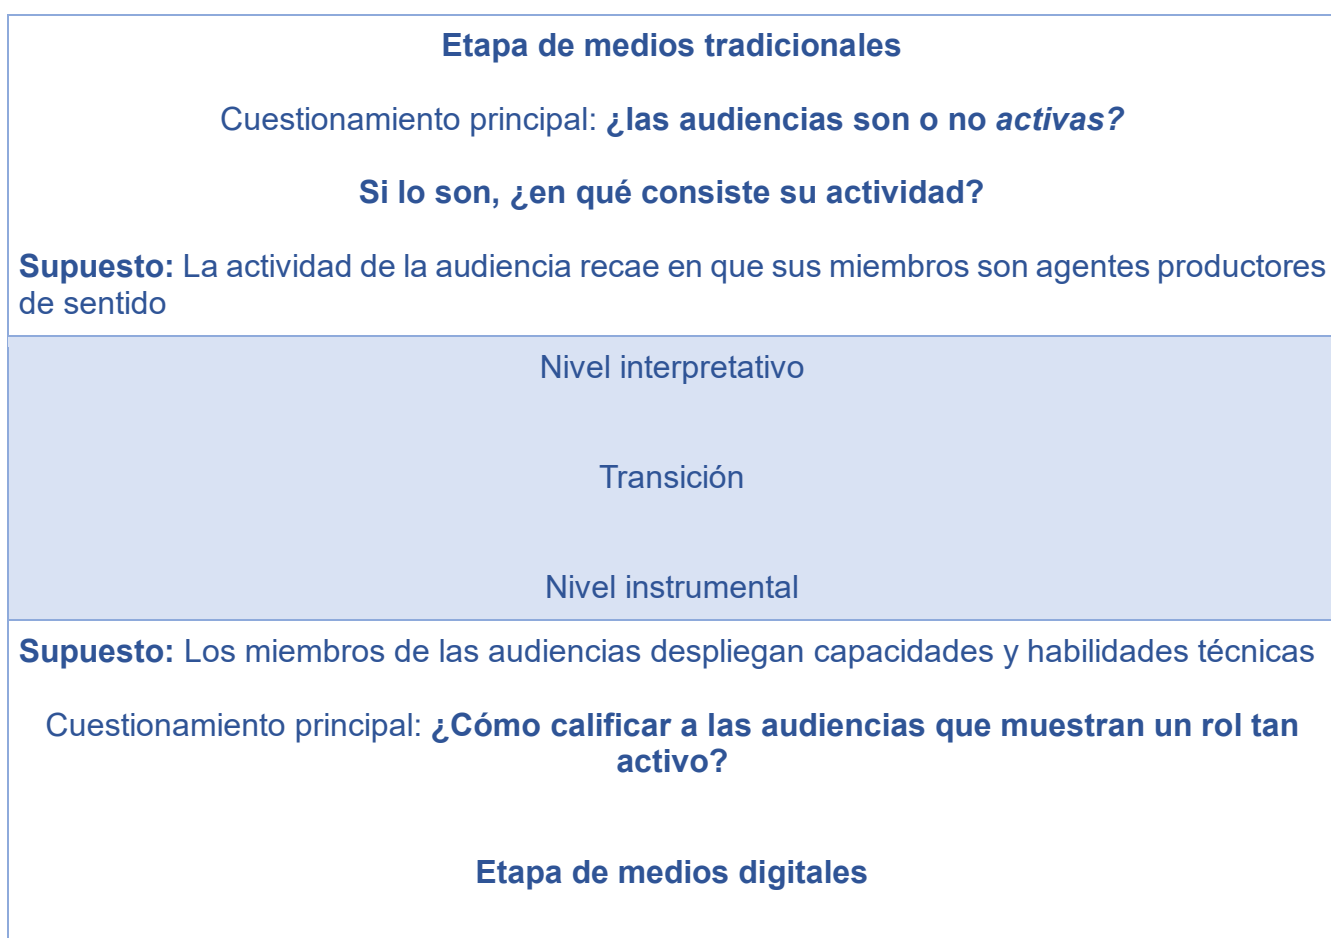 Etapa de medios tradicionales
Cuestionamiento principal: ¿las audiencias son o no activas?
Si lo son, ¿en qué consiste su actividad?
Supuesto: La actividad de la audiencia recae en que sus miembros son agentes productores
de sentido
Nivel interpretativo
Transición
Nivel instrumental
Supuesto: Los miembros de las audiencias despliegan capacidades y habilidades técnicas
Cuestionamiento principal: ¿Cómo calificar a las audiencias que muestran un rol tan
activo?
Etapa de medios digitales